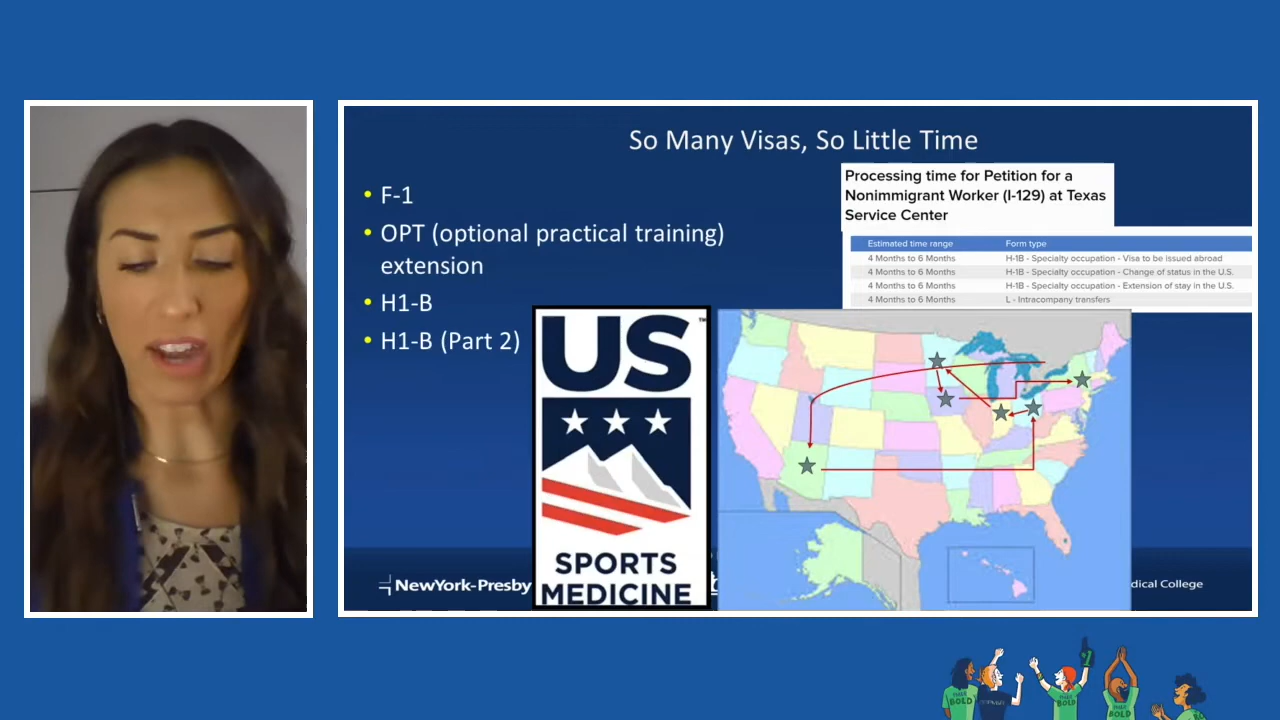 So Many Visas, So Little Time
• F-1
• OPT (optional practical training)
extension
• H1-B
• H1-B (Part 2)
Processing time for Petition for a
Nonimmigrant Worker (I-129) at Texas
Service Center
Estimated time range Form type
4 Months to 6 Months H-1B - Specialty occupation - Visa to be issued abroad
4 Months to 6 Months H-1B - Specialty occupation - Change of status in the U.S.
4 Months to 6 Months H-1B - Specialty occupation - Extension of stay in the U.S.
4 Months to 6 Months L - Intracompany transfers
US™
SPORTS
MEDICINE
NewYork-Presby
dical College
BOLD
BOLD
BOLD